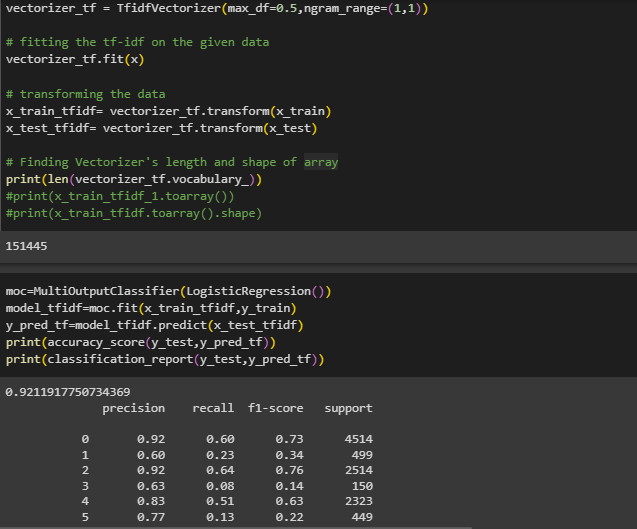 vectorizer_tf = TfidfVectorizer(max_df=0.5,ngram_range=(1,1))
# fitting the tf-idf on the given data
vectorizer_tf.fit(x)
# transforming the data
x_train_tfidf= vectorizer_tf.transform(x_train)
x_test_tfidf= vectorizer_tf.transform(x_test)
# Finding Vectorizer's length and shape of array
print(len(vectorizer_tf.vocabulary_))
#print(x_train_tfidf_1.toarray())
#print(x_train_tfidf.toarray().shape)
151445
moc=MultiOutputClassifier(LogisticRegression())
model_tfidf=moc.fit(x_train_tfidf,y_train)
y_pred_tf=model_tfidf.predict(x_test_tfidf)
print(accuracy_score(y_test,y_pred_tf))
print(classification_report(y_test,y_pred_tf))
0.9211917750734369
precision recall f1-score support
0 0.92 0.60 0.73 4514
1 0.60 0.23 0.34 499
2 0.92 0.64 0.76 2514
3 0.63 0.08 0.14 150
4 0.83 0.51 0.63 2323
5 0.77 0.13 0.22 449